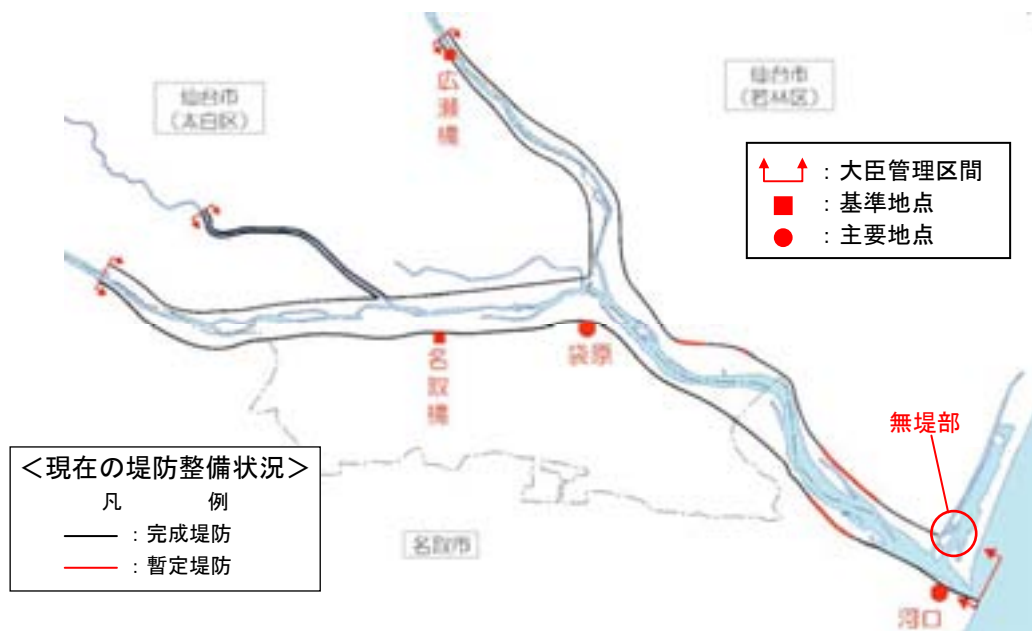 仙台市
(太白区)
広瀬橋
仙台市
(若林区)
:大臣管理区間
:基準地点
:主要地点
名取橋
袋原
無堤部
<現在の堤防整備状況>
凡 例
:完成堤防
:暫定堤防
名取市
河口